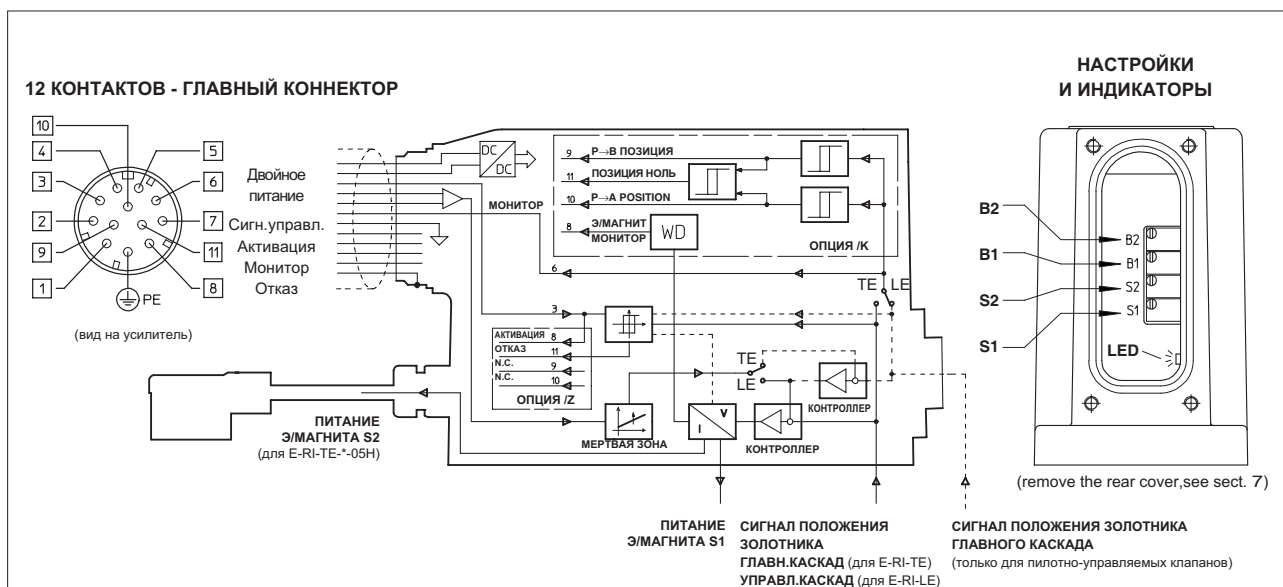 12 КОНТАКТОВ - ГЛАВНЫЙ КОННЕКТОР
10
4
3
2
9
1
5
6
7
11
8
PE
(вид на усилитель)
Двойное
питание
Сигн.управл.
Активация
Монитор
Отказ
DC
DC
МОНИТОР
9 P→B ПОЗИЦИЯ
11 ПОЗИЦИЯ НОЛЬ
10 P→A POSITION
8 Э/МАГНИТ
МОНИТОР
WD
ОПЦИЯ /K
6
TE LE
3
АКТИВАЦИЯ 8
ОТКАЗ 11
N.C. 9
N.C. 10
ОПЦИЯ /Z
TE
LE
МЕРТВАЯ ЗОНА
V
I
КОНТРОЛЛЕР
КОНТРОЛЛЕР
ПИТАНИЕ
Э/МАГНИТА S2
(для E-RI-TE-*-05H)
ПИТАНИЕ
Э/МАГНИТА S1
СИГНАЛ ПОЛОЖЕНИЯ
ЗОЛОТНИКА
ГЛАВН.КАСКАД (для E-RI-TE)
УПРАВЛ.КАСКАД (для E-RI-LE)
СИГНАЛ ПОЛОЖЕНИЯ ЗОЛОТНИКА
ГЛАВНОГО КАСКАДА
(только для пилотно-управляемых клапанов)
НАСТРОЙКИ
И ИНДИКАТОРЫ
B2
B1
S2
S1
B2
B1
S2
S1
LED
(remove the rear cover,see sect. 7)